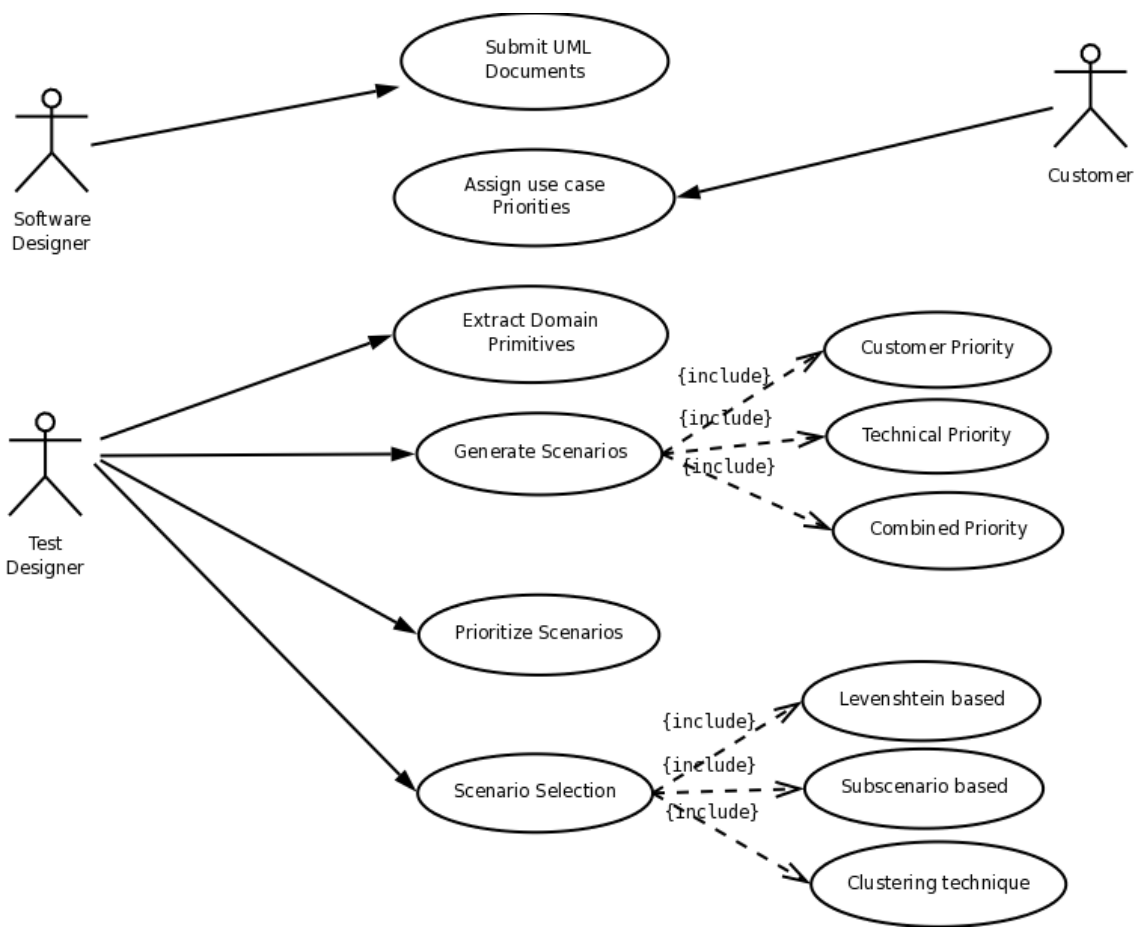 Submit UML
Documents
Assign use case
Priorities
Customer
Software
Designer
Extract Domain
Primitives
Customer Priority
{include}
{include}
Technical Priority
Generate Scenarios
{include}
Combined Priority
Test
Designer
Prioritize Scenarios
Levenshtein based
{include}
{include}
Subscenario based
Scenario Selection
{include}
Clustering technique